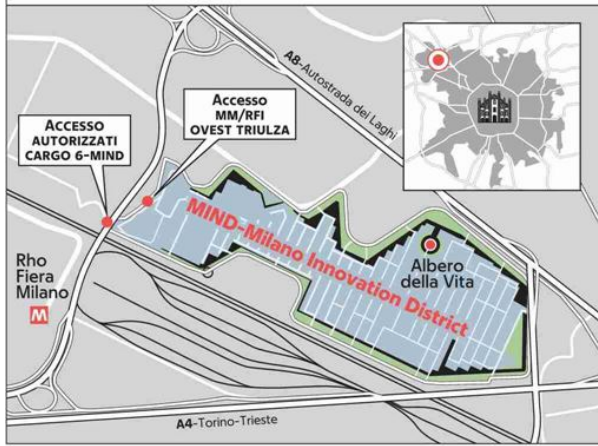 A8-Autostrada dei Laghi
ACCESSO
MM/RFI
OVEST TRIULZA
ACCESSO
AUTORIZZATI
CARGO 6-MIND
MIND-Milano Innovation District
Albero
della Vita
Rho
Fiera
Milano
M
A4-Torino-Trieste